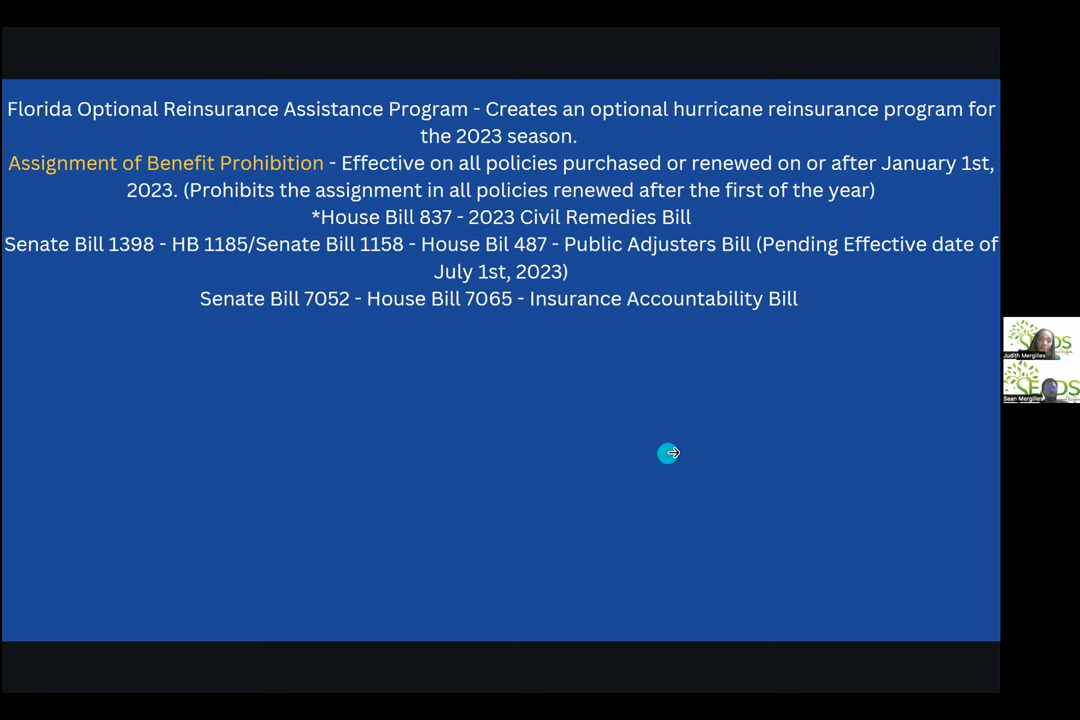 Florida Optional Reinsurance Assistance Program - Creates an optional hurricane reinsurance program for
the 2023 season.
Assignment of Benefit Prohibition - Effective on all policies purchased or renewed on or after January 1st,
2023. (Prohibits the assignment in all policies renewed after the first of the year)
*House Bill 837 - 2023 Civil Remedies Bill
Senate Bill 1398 - HB 1185/Senate Bill 1158 - House Bil 487 - Public Adjusters Bill (Pending Effective date of
July 1st, 2023)
Senate Bill 7052 - House Bill 7065 - Insurance Accountability Bill
Judith Mergilles
Sean Mergilles